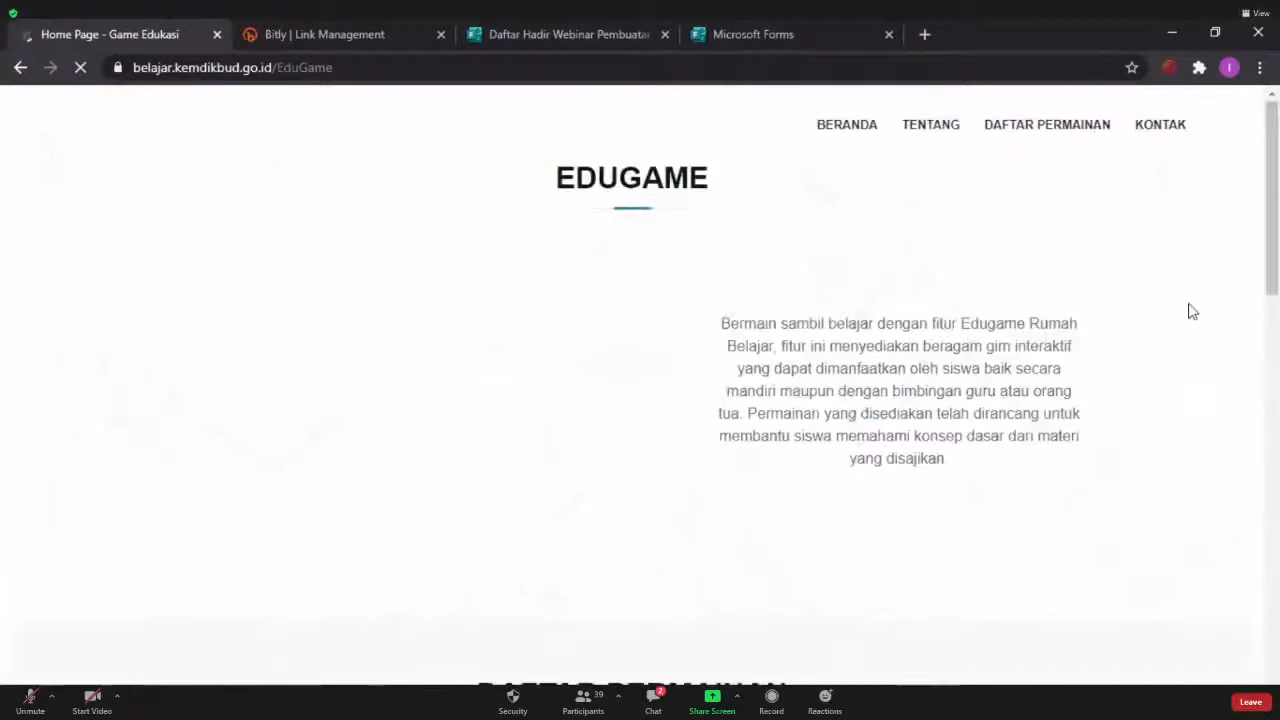 View
Home Page - Game Edukasi
Bitly | Link Management
Daftar Hadir Webinar Pembuatan
Microsoft Forms
belajar.kemdikbud.go.id/EduGame
I
BERANDA TENTANG DAFTAR PERMAINAN KONTAK
EDUGAME
Bermain sambil belajar dengan fitur Edugame Rumah
Belajar, fitur ini menyediakan beragam gim interaktif
yang dapat dimanfaatkan oleh siswa baik secara
mandiri maupun dengan bimbingan guru atau orang
tua. Permainan yang disediakan telah dirancang untuk
membantu siswa memahami konsep dasar dari materi
yang disajikan
DAFTAR PERMAINAN
Unmute
Start Video
Security
39
Participants
2
Chat
Share Screen
Record
Reactions
Leave